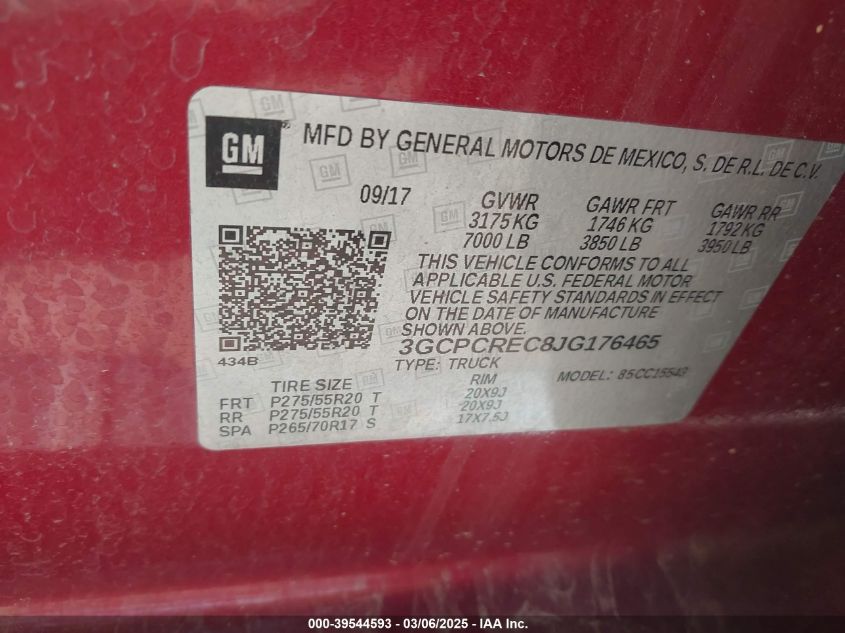 GM
MFD BY GENERAL MOTORS DE MEXICO, S. DE R.L. DE C.V.
09/17
GVWR GAWR FRT GAWR RR
3175 KG 1746 KG 1792 KG
7000 LB 3850 LB 3950 LB
THIS VEHICLE CONFORMS TO ALL
APPLICABLE U.S. FEDERAL MOTOR
VEHICLE SAFETY STANDARDS IN EFFECT
ON THE DATE OF MANUFACTURE
SHOWN ABOVE.
3GCPCREC8JG176465
434B
TYPE: TRUCK
MODEL: 85CC15543
TIRE SIZE RIM
FRT P275/55R20 T 20X9J
RR P275/55R20 T 20X9J
SPA P265/70R17 S 17X7.5J
000-39544593 - 03/06/2025 - IAA Inc.